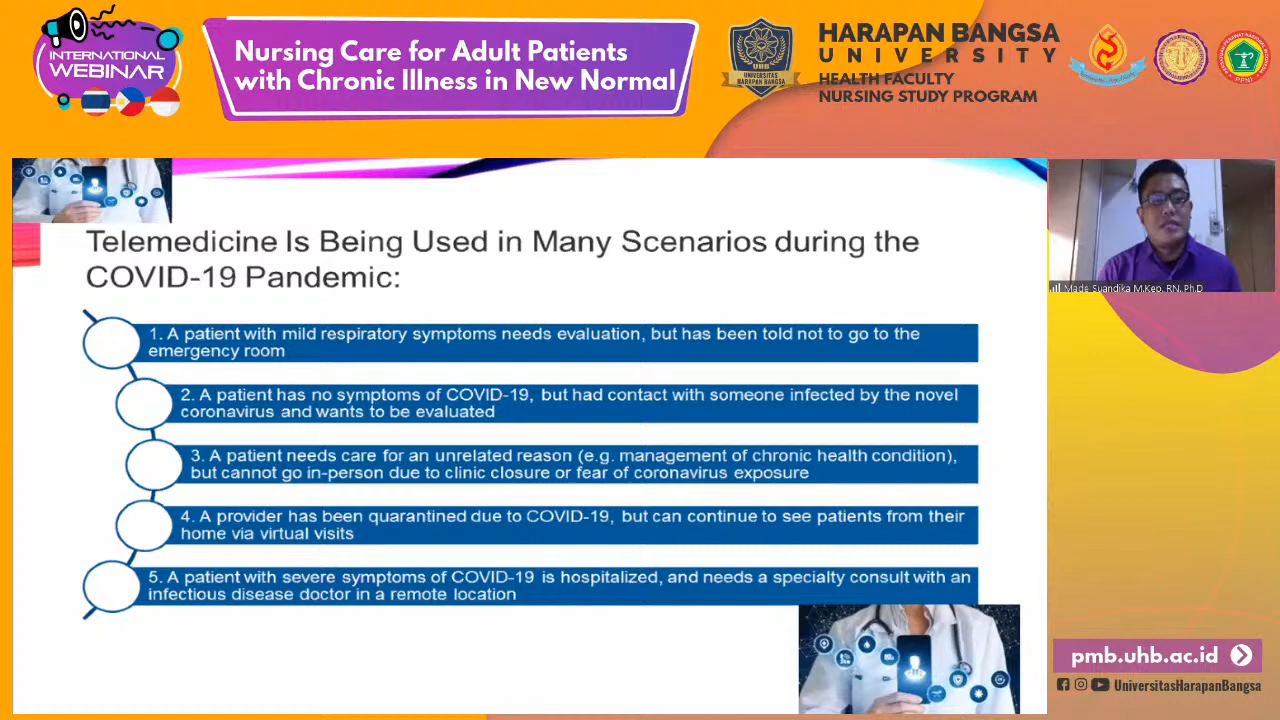 INTERNATIONAL
WEBINAR
Nursing Care for Adult Patients
with Chronic Illness in New Normal
UHB
UNIVERSITAS
HARAPAN BANGSA
HARAPAN BANGSA
UNIVERSITY
HEALTH FACULTY
NURSING STUDY PROGRAM
PPNI
Telemedicine Is Being Used in Many Scenarios during the
COVID-19 Pandemic:
1. A patient with mild respiratory symptoms needs evaluation, but has been told not to go to the
emergency room
2. A patient has no symptoms of COVID-19, but had contact with someone infected by the novel
coronavirus and wants to be evaluated
3. A patient needs care for an unrelated reason (e.g. management of chronic health condition),
but cannot go in-person due to clinic closure or fear of coronavirus exposure
4. A provider has been quarantined due to COVID-19, but can continue to see patients from their
home via virtual visits
5. A patient with severe symptoms of COVID-19 is hospitalized, and needs a specialty consult with an
infectious disease doctor in a remote location
Made Suandika M.Kep, RN, Ph.D
pmb.uhb.ac.id
UniversitasHarapanBangsa